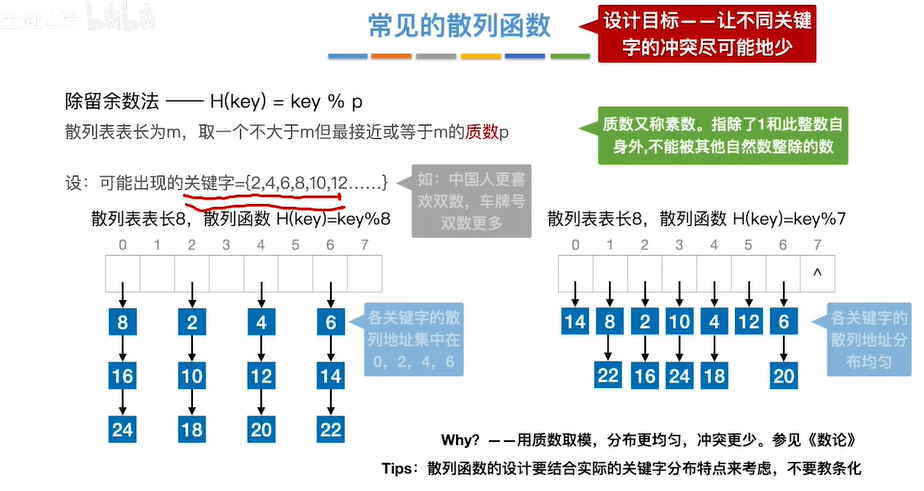 王道论坛 bilibili
常见的散列函数
设计目标——让不同关键
字的冲突尽可能地少
除留余数法 —— H(key) = key % p
散列表表长为m，取一个不大于m但最接近或等于m的质数p
质数又称素数。指除了1和此整数自
身外,不能被其他自然数整除的数
设：可能出现的关键字={2,4,6,8,10,12……}
如：中国人更喜
欢双数，车牌号
双数更多
散列表表长8，散列函数 H(key)=key%8
0 1 2 3 4 5 6 7
8 2 4 6
16 10 12 14
24 18 20 22
各关键字的散
列地址集中在
0，2，4，6
散列表表长8，散列函数 H(key)=key%7
0 1 2 3 4 5 6 7
^
14 8 2 10 4 12 6
22 16 24 18 20
各关键字的
散列地址分
布均匀
Why？——用质数取模，分布更均匀，冲突更少。参见《数论》
Tips：散列函数的设计要结合实际的关键字分布特点来考虑，不要教条化